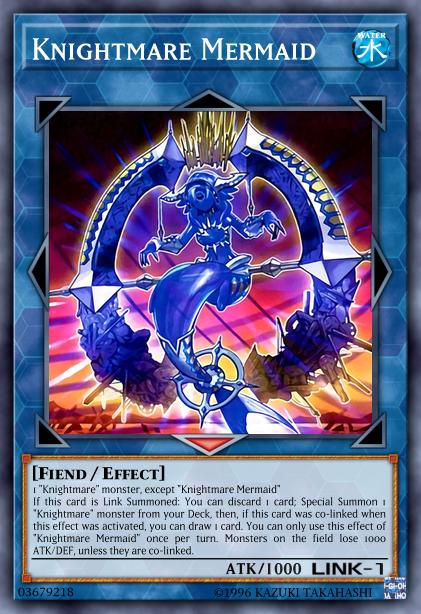 KNIGHTMARE MERMAID
WATER
水
[FIEND / EFFECT]
1 "Knightmare" monster, except "Knightmare Mermaid"
If this card is Link Summoned: You can discard 1 card; Special Summon 1
"Knightmare" monster from your Deck, then, if this card was co-linked when
this effect was activated, you can draw 1 card. You can only use this effect of
"Knightmare Mermaid" once per turn. Monsters on the field lose 1000
ATK/DEF, unless they are co-linked.
ATK/1000 LINK-1
03679218 ©1996 KAZUKI TAKAHASHI